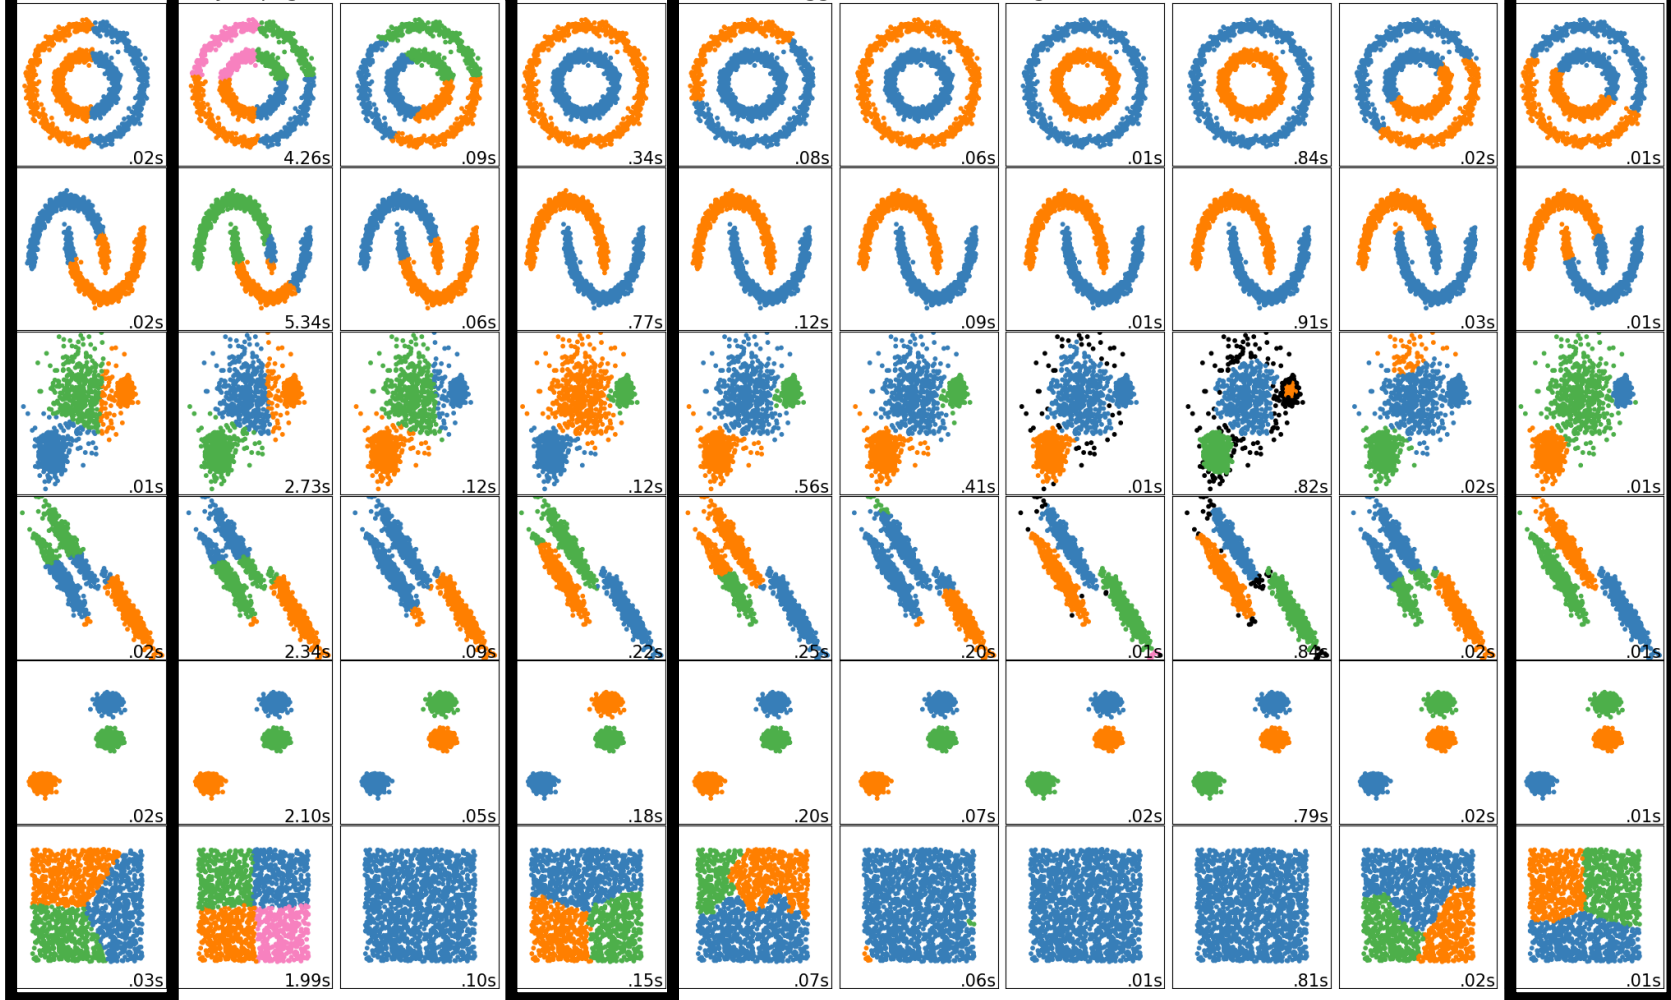 .02s 4.26s .09s .34s .08s .06s .01s .84s .02s .01s
.02s 5.34s .06s .77s .12s .09s .01s .91s .03s .01s
.01s 2.73s .12s .12s .56s .41s .01s .82s .02s .01s
.02s 2.34s .09s .22s .25s .20s .01s .84s .02s .01s
.02s 2.10s .05s .18s .20s .07s .02s .79s .02s .01s
.03s 1.99s .10s .15s .07s .06s .01s .81s .02s .01s